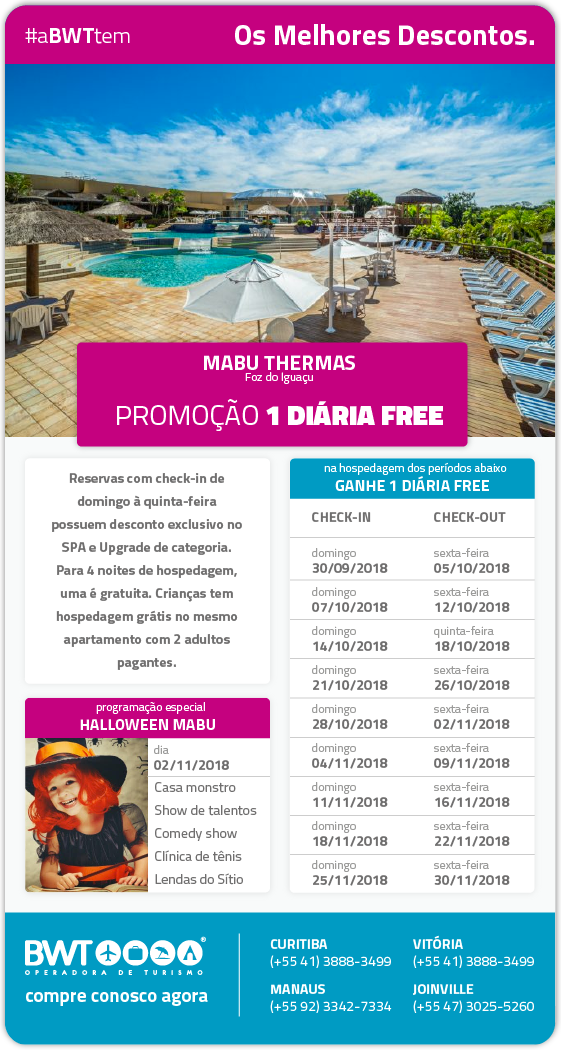 #aBWTtem
Os Melhores Descontos.
MABU THERMAS
Foz do Iguaçu
PROMOÇÃO 1 DIÁRIA FREE
Reservas com check-in de
domingo à quinta-feira
possuem desconto exclusivo no
SPA e Upgrade de categoria.
Para 4 noites de hospedagem,
uma é gratuita. Crianças tem
hospedagem grátis no mesmo
apartamento com 2 adultos
pagantes.
programação especial
HALLOWEEN MABU
dia
02/11/2018
Casa monstro
Show de talentos
Comedy show
Clínica de tênis
Lendas do Sítio
na hospedagem dos períodos abaixo
GANHE 1 DIÁRIA FREE
CHECK-IN CHECK-OUT
domingo sexta-feira
30/09/2018 05/10/2018
domingo sexta-feira
07/10/2018 12/10/2018
domingo quinta-feira
14/10/2018 18/10/2018
domingo sexta-feira
21/10/2018 26/10/2018
domingo sexta-feira
28/10/2018 02/11/2018
domingo sexta-feira
04/11/2018 09/11/2018
domingo sexta-feira
11/11/2018 16/11/2018
domingo sexta-feira
18/11/2018 22/11/2018
domingo sexta-feira
25/11/2018 30/11/2018
BWT®
OPERADORA DE TURISMO
compre conosco agora
CURITIBA VITÓRIA
(+55 41) 3888-3499 (+55 41) 3888-3499
MANAUS JOINVILLE
(+55 92) 3342-7334 (+55 47) 3025-5260